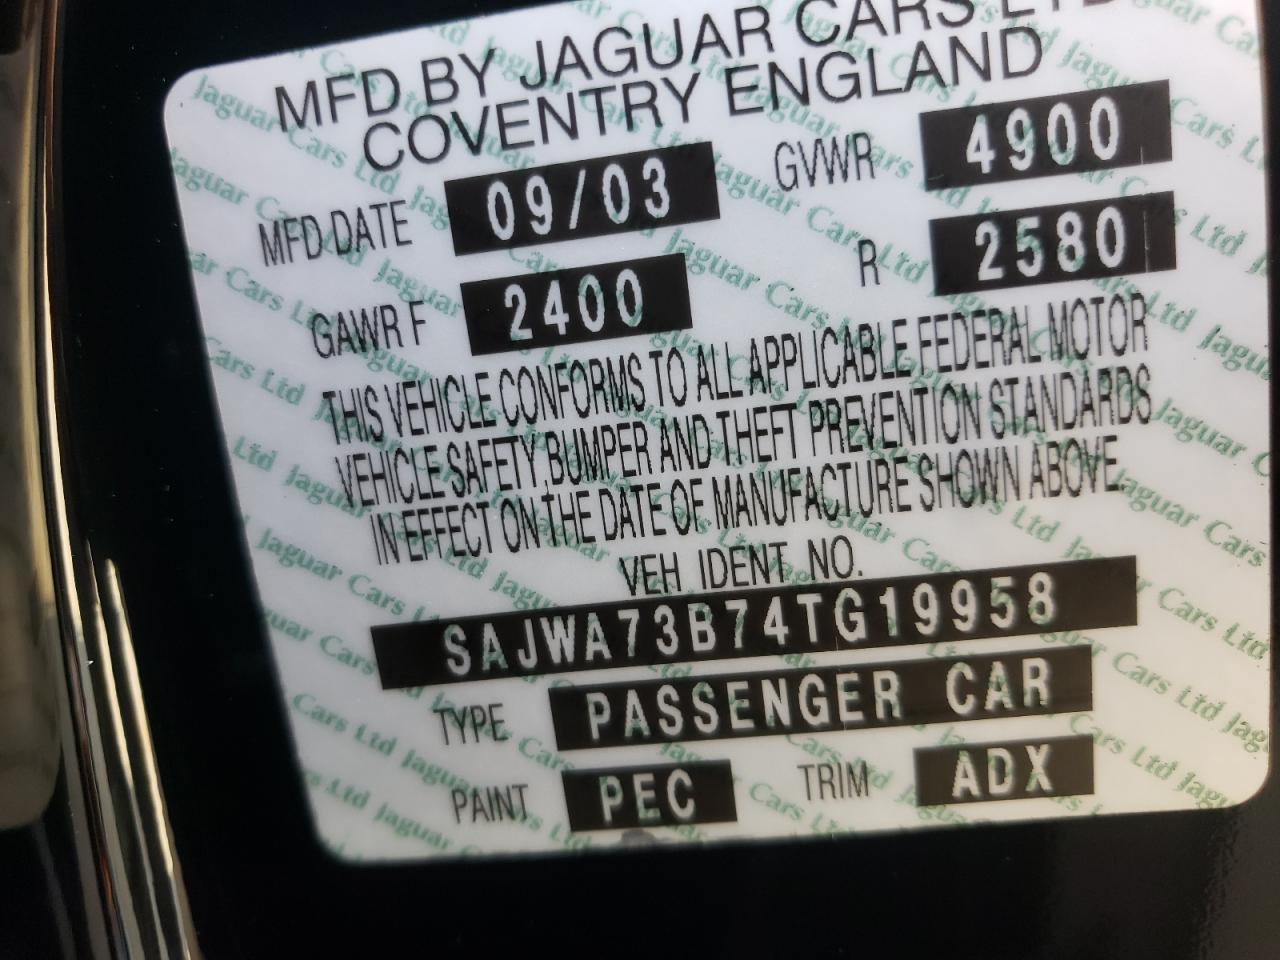 MFD BY JAGUAR CARS LTD
COVENTRY ENGLAND
MFD DATE 09/03 GVWR 4900
GAWR F 2400 R 2580
THIS VEHICLE CONFORMS TO ALL APPLICABLE FEDERAL MOTOR
VEHICLE SAFETY, BUMPER AND THEFT PREVENTION STANDARDS
IN EFFECT ON THE DATE OF MANUFACTURE SHOWN ABOVE.
VEH IDENT NO.
SAJWA73B74TG19958
TYPE PASSENGER CAR
PAINT PEC TRIM ADX